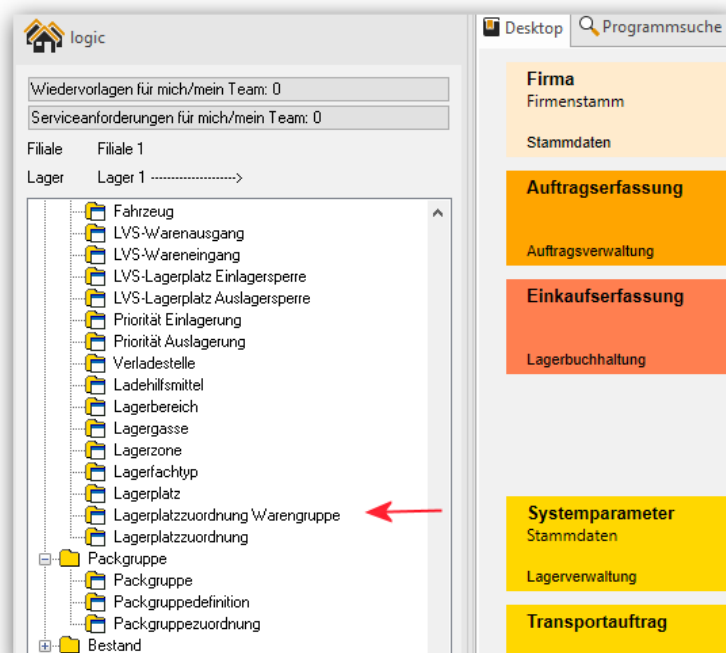 logic
Wiedervorlagen für mich/mein Team: 0
Serviceanforderungen für mich/mein Team: 0
Filiale Filiale 1
Lager Lager 1 --------------------->
Fahrzeug
LVS-Warenausgang
LVS-Wareneingang
LVS-Lagerplatz Einlagersperre
LVS-Lagerplatz Auslagersperre
Priorität Einlagerung
Priorität Auslagerung
Verladestelle
Ladehilfsmittel
Lagerbereich
Lagergasse
Lagerzone
Lagerfachtyp
Lagerplatz
Lagerplatzzuordnung Warengruppe
Lagerplatzzuordnung
Packgruppe
Packgruppe
Packgruppedefinition
Packgruppezuordnung
Bestand
Desktop Programmsuche
Firma
Firmenstamm
Stammdaten
Auftragserfassung
Auftragsverwaltung
Einkaufserfassung
Lagerbuchhaltung
Systemparameter
Stammdaten
Lagerverwaltung
Transportauftrag